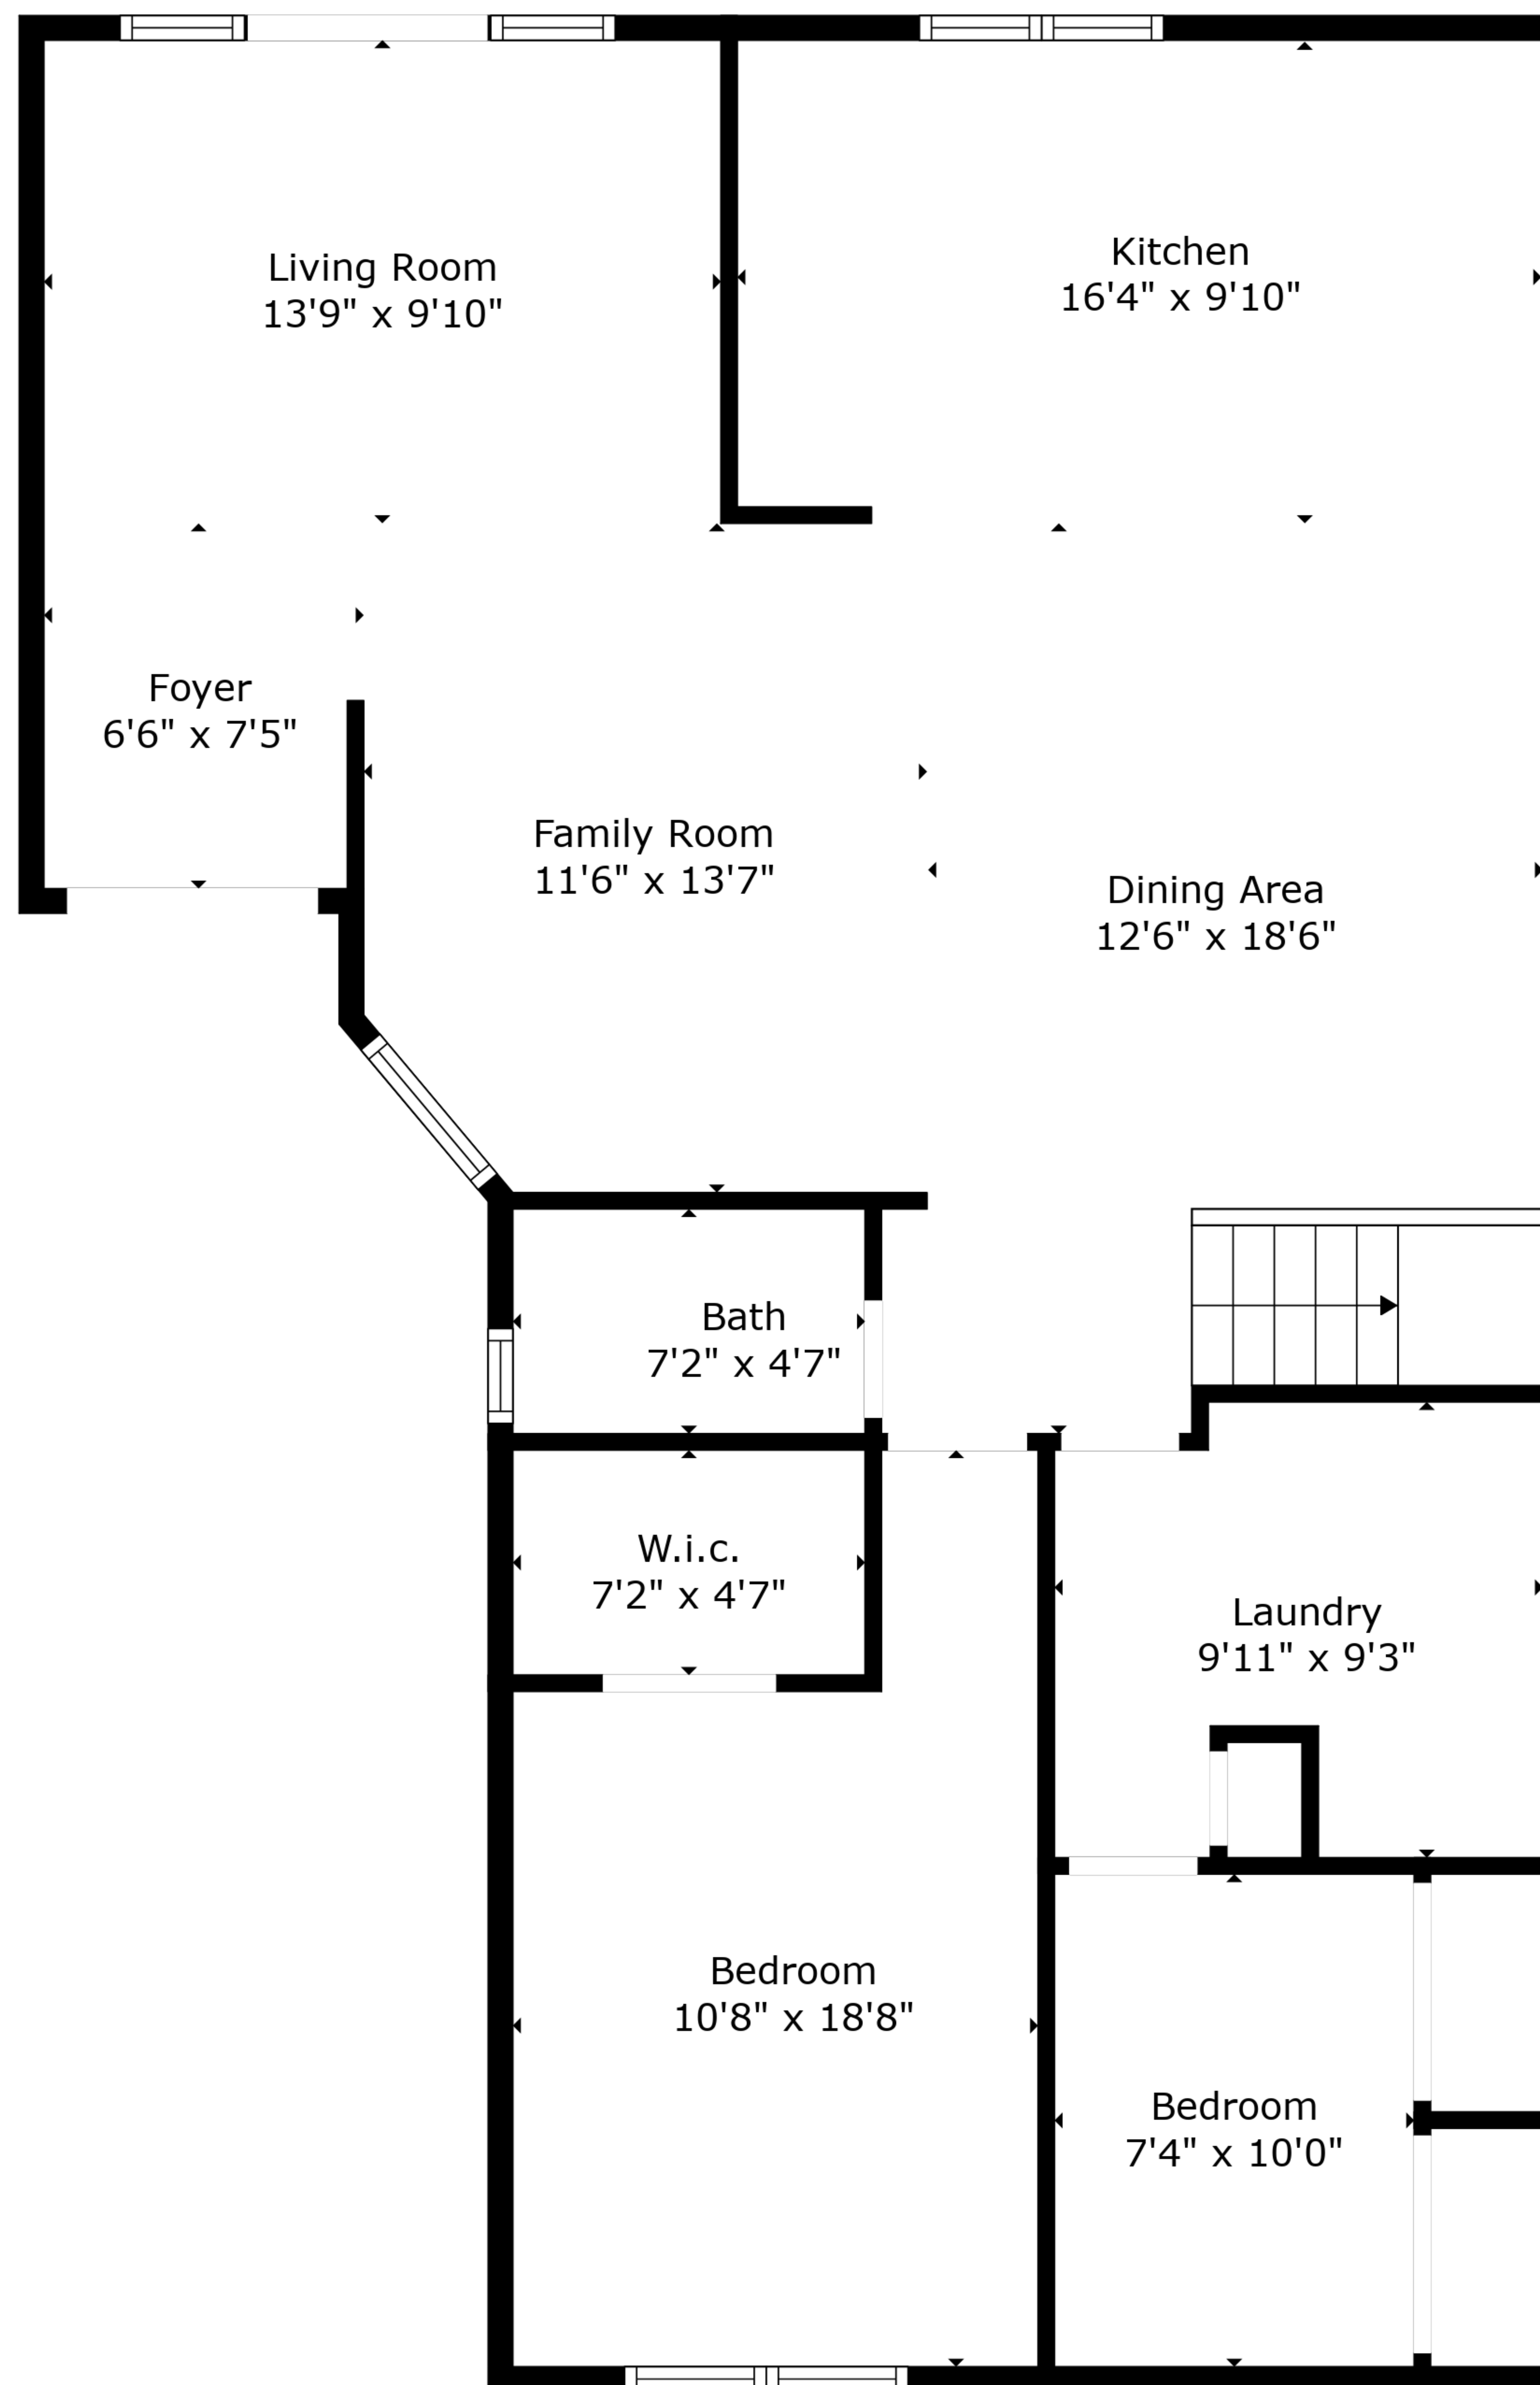 Living Room
13'9" x 9'10"
Kitchen
16'4" x 9'10"
Foyer
6'6" x 7'5"
Family Room
11'6" x 13'7"
Dining Area
12'6" x 18'6"
Bath
7'2" x 4'7"
W.i.c.
7'2" x 4'7"
Laundry
9'11" x 9'3"
Bedroom
10'8" x 18'8"
Bedroom
7'4" x 10'0"